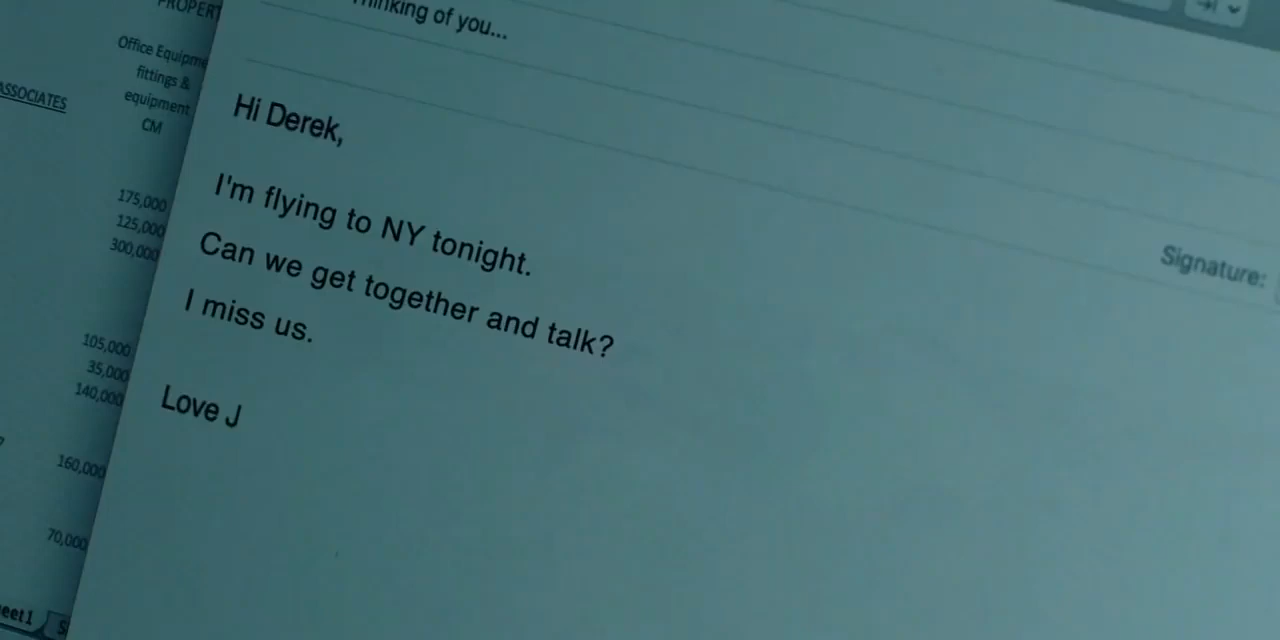 Thinking of you...
Hi Derek,
I'm flying to NY tonight.
Can we get together and talk?
I miss us.
Love J
Signature:
Office Equipme
fittings &
equipment
CM
ASSOCIATES
175,000
125,000
300,000
105,000
35,000
140,000
160,000
70,000